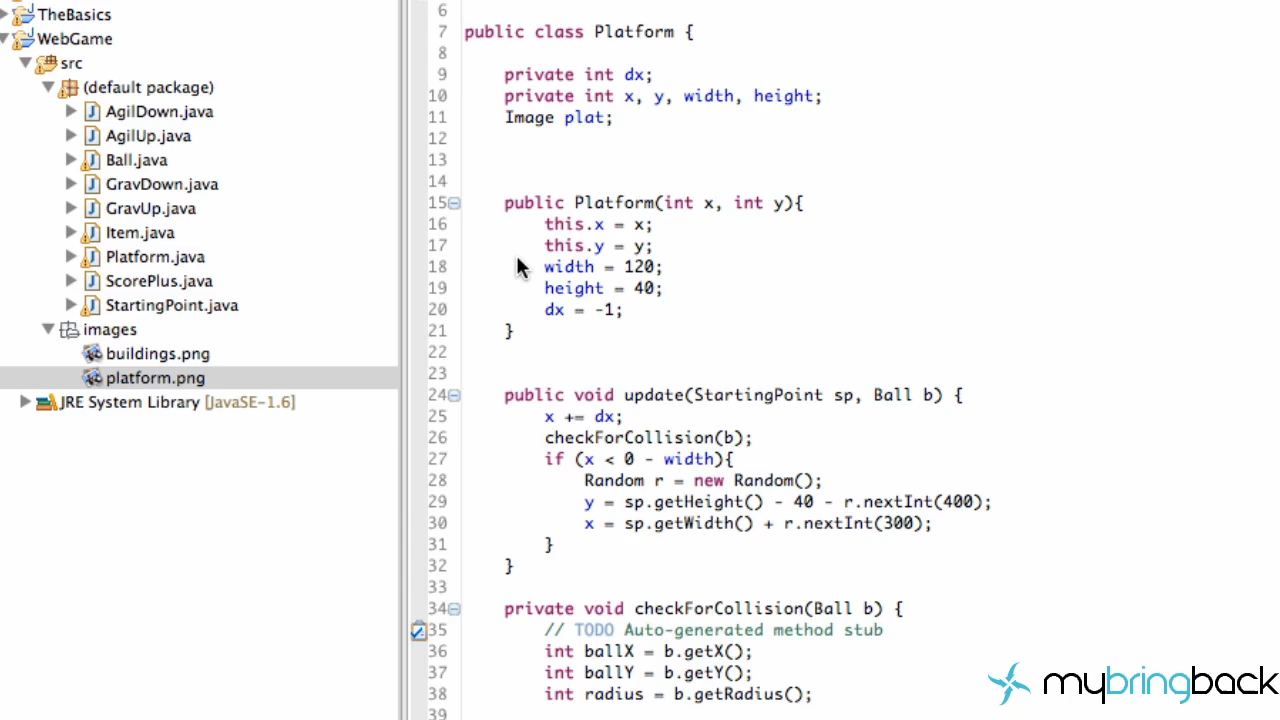 TheBasics
WebGame
src
(default package)
AgilDown.java
AgilUp.java
Ball.java
GravDown.java
GravUp.java
Item.java
Platform.java
ScorePlus.java
StartingPoint.java
images
buildings.png
platform.png
JRE System Library [JavaSE-1.6]
6
7 public class Platform {
8
9 private int dx;
10 private int x, y, width, height;
11 Image plat;
12
13
14
15 public Platform(int x, int y){
16 this.x = x;
17 this.y = y;
18 width = 120;
19 height = 40;
20 dx = -1;
21 }
22
23
24 public void update(StartingPoint sp, Ball b) {
25 x += dx;
26 checkForCollision(b);
27 if (x < 0 - width){
28 Random r = new Random();
29 y = sp.getHeight() - 40 - r.nextInt(400);
30 x = sp.getWidth() + r.nextInt(300);
31 }
32 }
33
34 private void checkForCollision(Ball b) {
35 // TODO Auto-generated method stub
36 int ballX = b.getX();
37 int ballY = b.getY();
38 int radius = b.getRadius();
39
mybringback